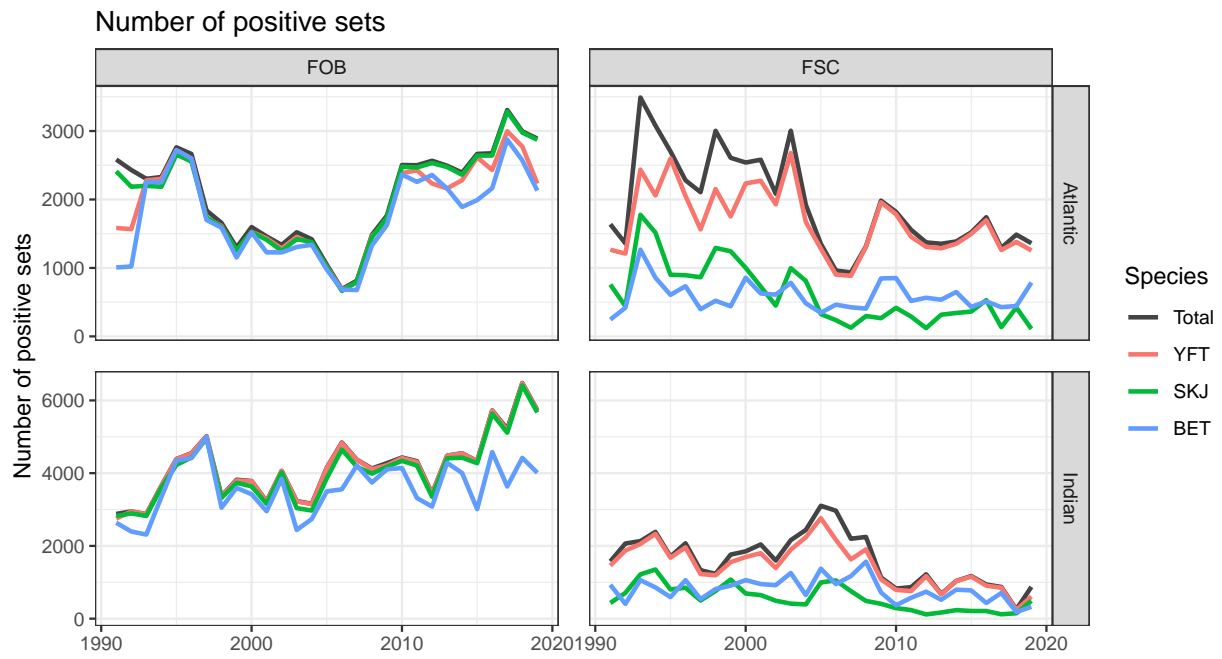 Number of positive sets
FOB
FSC
3000
2000
1000
0
Atlantic
6000
4000
2000
0
Indian
Number of positive sets
1990
2000
2010
2020
1990
2000
2010
2020
Species
Total
YFT
SKJ
BET